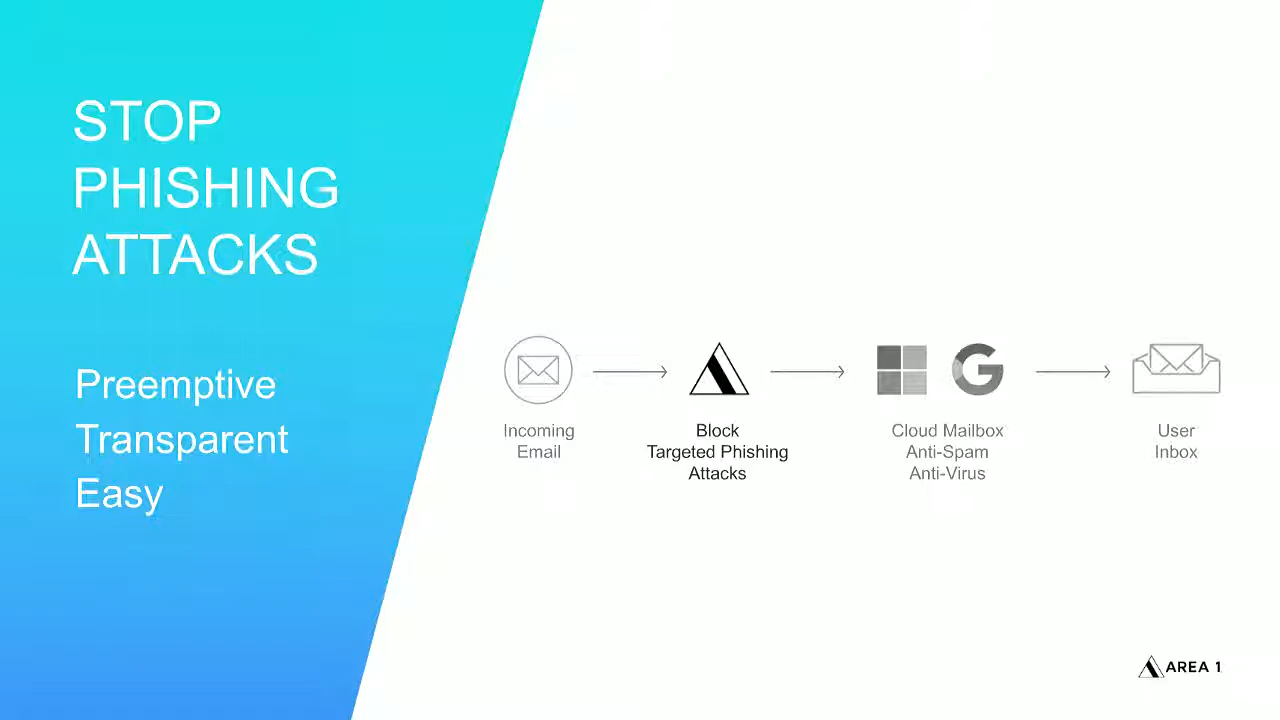 STOP
PHISHING
ATTACKS
Preemptive
Transparent
Easy
Incoming
Email
Block
Targeted Phishing
Attacks
Cloud Mailbox
Anti-Spam
Anti-Virus
User
Inbox
AREA 1